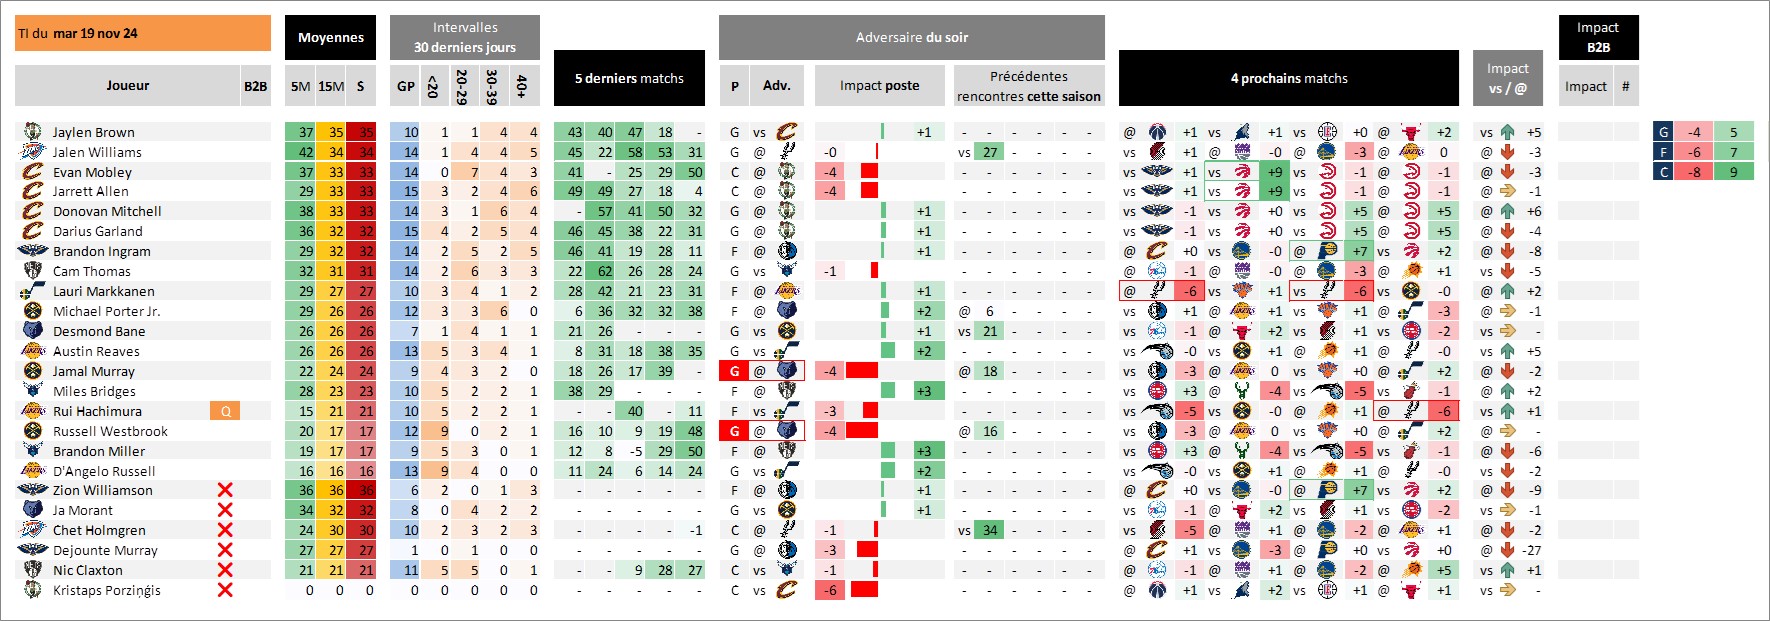 TI du mar 19 nov 24
Moyennes
Intervalles
30 derniers jours
5 derniers matchs
Adversaire du soir
4 prochains matchs
Impact
vs / @
Impact
B2B
Joueur B2B 5M 15M S GP <20 20-29 30-39 40+ P Adv. Impact poste Précédentes
rencontres cette saison
Impact #
Jaylen Brown 37 35 35 10 1 1 4 4 43 40 47 18 - G vs +1 - - - - - @ +1 vs +1 vs +0 @ +2 vs +5 G -4 5
Jalen Williams 42 34 34 14 1 4 4 5 45 22 58 53 31 G @ -0 vs 27 - - - - vs +1 @ -0 @ -3 @ 0 @ -3 F -6 7
Evan Mobley 37 33 33 14 0 7 4 3 41 - 25 29 50 C @ -4 - - - - - vs +1 vs +9 vs -1 @ -1 @ -3 C -8 9
Jarrett Allen 29 33 33 15 3 2 4 6 49 49 27 18 4 C @ -4 - - - - - vs +1 vs +9 vs -1 @ -1 @ -1
Donovan Mitchell 38 33 33 14 3 1 6 4 - 57 41 50 32 G @ +1 - - - - - vs -1 vs +0 vs +5 @ +5 @ +6
Darius Garland 36 32 32 15 4 2 5 4 46 45 38 22 31 G @ +1 - - - - - vs -1 vs +0 vs +5 @ +5 @ -4
Brandon Ingram 29 32 32 14 2 5 2 5 46 41 19 28 11 F @ +1 - - - - - @ +0 vs -0 @ +7 vs +2 @ -8
Cam Thomas 32 31 31 14 2 6 3 3 22 62 26 28 24 G vs -1 - - - - - @ -1 @ -0 @ -3 @ +1 vs -5
Lauri Markkanen 29 27 27 10 3 4 1 2 28 42 21 23 31 F @ +1 - - - - - @ -6 vs +1 vs -6 vs -0 @ +2
Michael Porter Jr. 29 26 26 12 3 3 6 0 6 36 32 32 38 F @ +2 @ 6 - - - - vs +1 @ +1 vs +0 @ -3 @ -1
Desmond Bane 26 26 26 7 1 4 1 1 21 26 - - - G vs +1 vs 21 - - - - vs -1 @ +2 vs +1 vs -2 vs -
Austin Reaves 26 26 26 13 5 3 4 1 8 31 18 38 35 G vs +2 - - - - - vs -0 vs +1 @ +1 @ -0 vs +5
Jamal Murray 22 24 24 9 4 3 2 0 18 26 17 39 - G @ -4 @ 18 - - - - vs -3 @ 0 vs +0 @ +2 @ -2
Miles Bridges 28 23 23 10 5 2 2 1 38 29 - - - F @ +3 - - - - - vs +3 @ -4 vs -5 vs -1 @ +2
Rui Hachimura Q 15 21 21 10 5 2 2 1 - - 40 - 11 F vs -3 - - - - - vs -5 vs -0 @ +1 @ -6 vs +1
Russell Westbrook 20 17 17 12 9 0 2 1 16 10 9 19 48 G @ -4 @ 16 - - - - vs -3 @ 0 vs +0 @ +2 @ -
Brandon Miller 19 17 17 9 5 3 0 1 12 8 -5 29 50 F @ +3 - - - - - vs +3 @ -4 vs -5 vs -1 @ -6
D'Angelo Russell 16 16 16 13 9 4 0 0 11 24 6 14 24 G vs +2 - - - - - vs -0 vs +1 @ +1 @ -0 vs -2
Zion Williamson 36 36 36 6 2 0 1 3 - - - - - F @ +1 - - - - - @ +0 vs -0 @ +7 vs +2 @ -9
Ja Morant 34 32 32 8 0 4 2 2 - - - - - G vs +1 - - - - - vs -1 @ +2 vs +1 vs -2 vs -1
Chet Holmgren 24 30 30 10 2 3 2 3 - - - - -1 C @ -1 vs 34 - - - - vs -5 @ +1 @ -2 @ +1 @ -2
Dejounte Murray 27 27 27 1 0 1 0 0 - - - - - G @ -3 - - - - - @ +1 vs -3 @ +0 vs +0 @ -27
Nic Claxton 21 21 21 11 5 5 0 1 - - 9 28 27 C vs -1 - - - - - @ -1 @ +1 @ -2 @ +5 vs +1
Kristaps Porziņģis 0 0 0 0 0 0 0 0 - - - - - C vs -6 - - - - - @ +1 vs +2 vs +1 @ +1 vs -